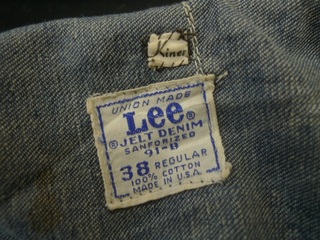 UNION MADE
Lee®
® JELT DENIM
SANFORIZED
91-B
38 REGULAR
100% COTTON
MADE IN U.S.A.